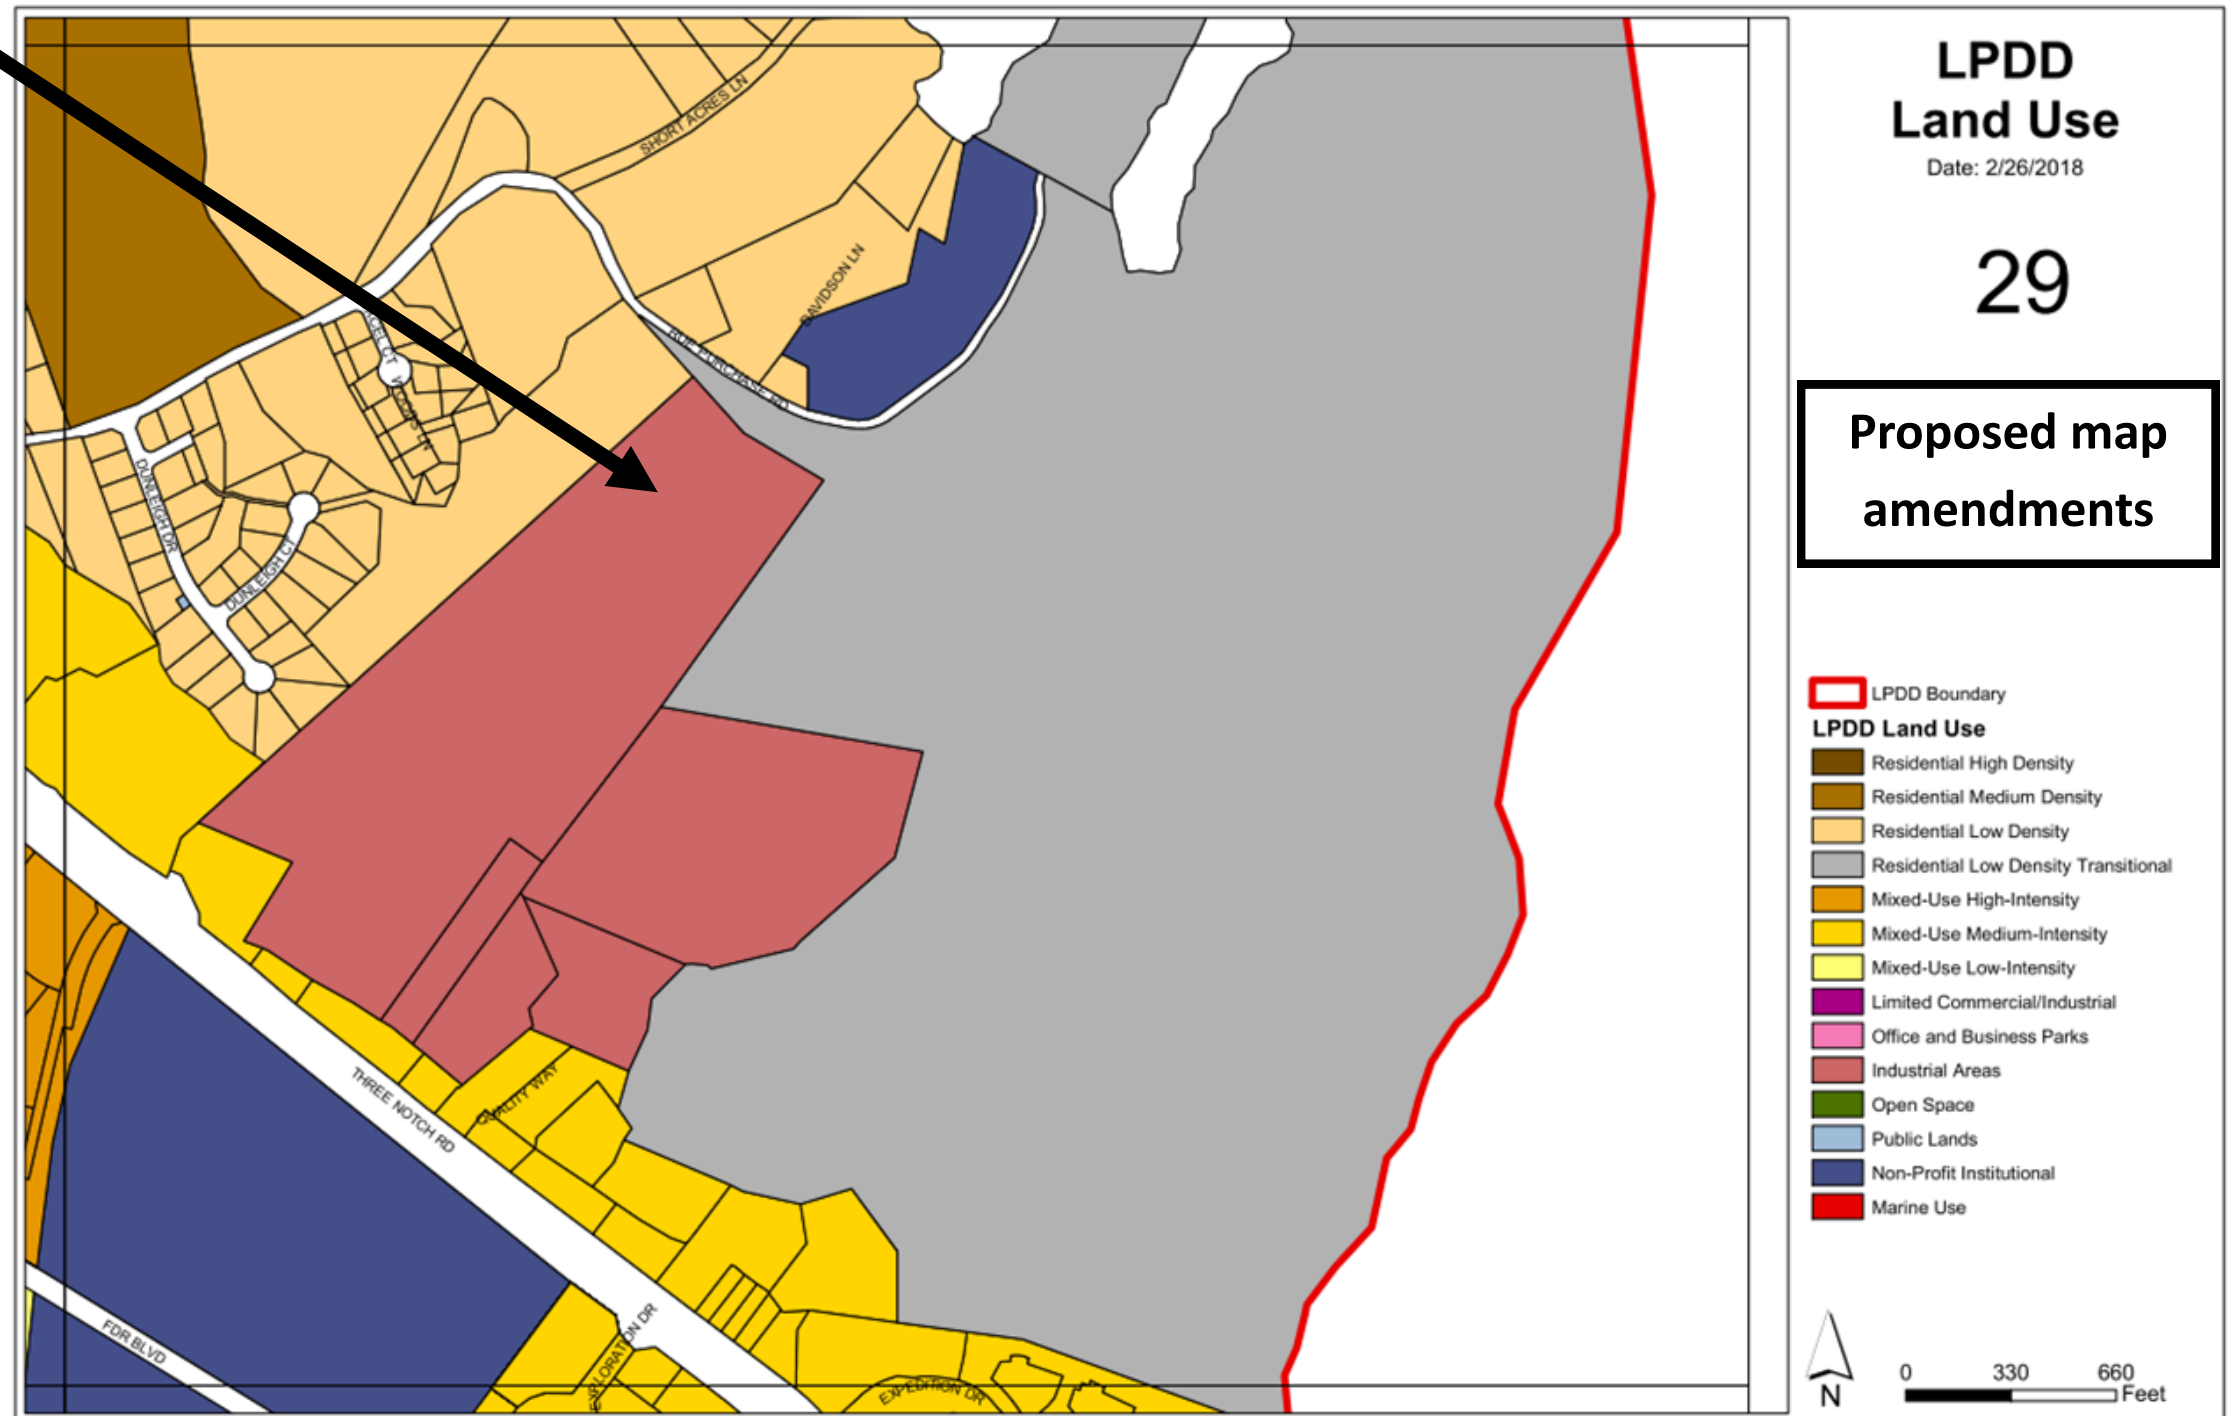 LPDD
Land Use
Date: 2/26/2018
29
Proposed map
amendments
LPDD Boundary
LPDD Land Use
Residential High Density
Residential Medium Density
Residential Low Density
Residential Low Density Transitional
Mixed-Use High-Intensity
Mixed-Use Medium-Intensity
Mixed-Use Low-Intensity
Limited Commercial/Industrial
Office and Business Parks
Industrial Areas
Open Space
Public Lands
Non-Profit Institutional
Marine Use
N
0 330 660
Feet
SHORT ACRES LN
DAVIDSON LN
PURCHASE RD
CT
LN
DUNLEIGH DR
DUNLEIGH CT
QUALITY WAY
THREE NOTCH RD
FDR BLVD
EXPLORATION DR
EXPEDITION DR